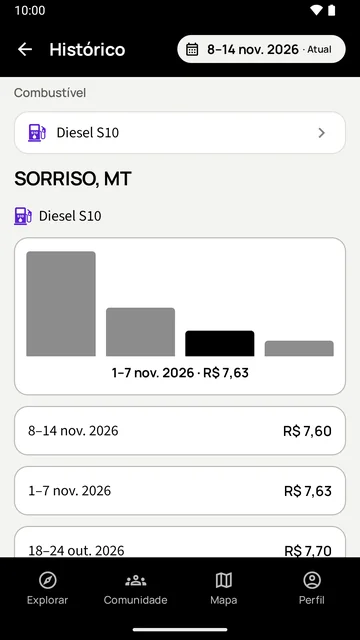 10:00
Histórico
8–14 nov. 2026 · Atual
Combustível
Diesel S10
SORRISO, MT
Diesel S10
1–7 nov. 2026 · R$ 7,63
8–14 nov. 2026 R$ 7,60
1–7 nov. 2026 R$ 7,63
18–24 out. 2026 R$ 7,70
Explorar Comunidade Mapa Perfil